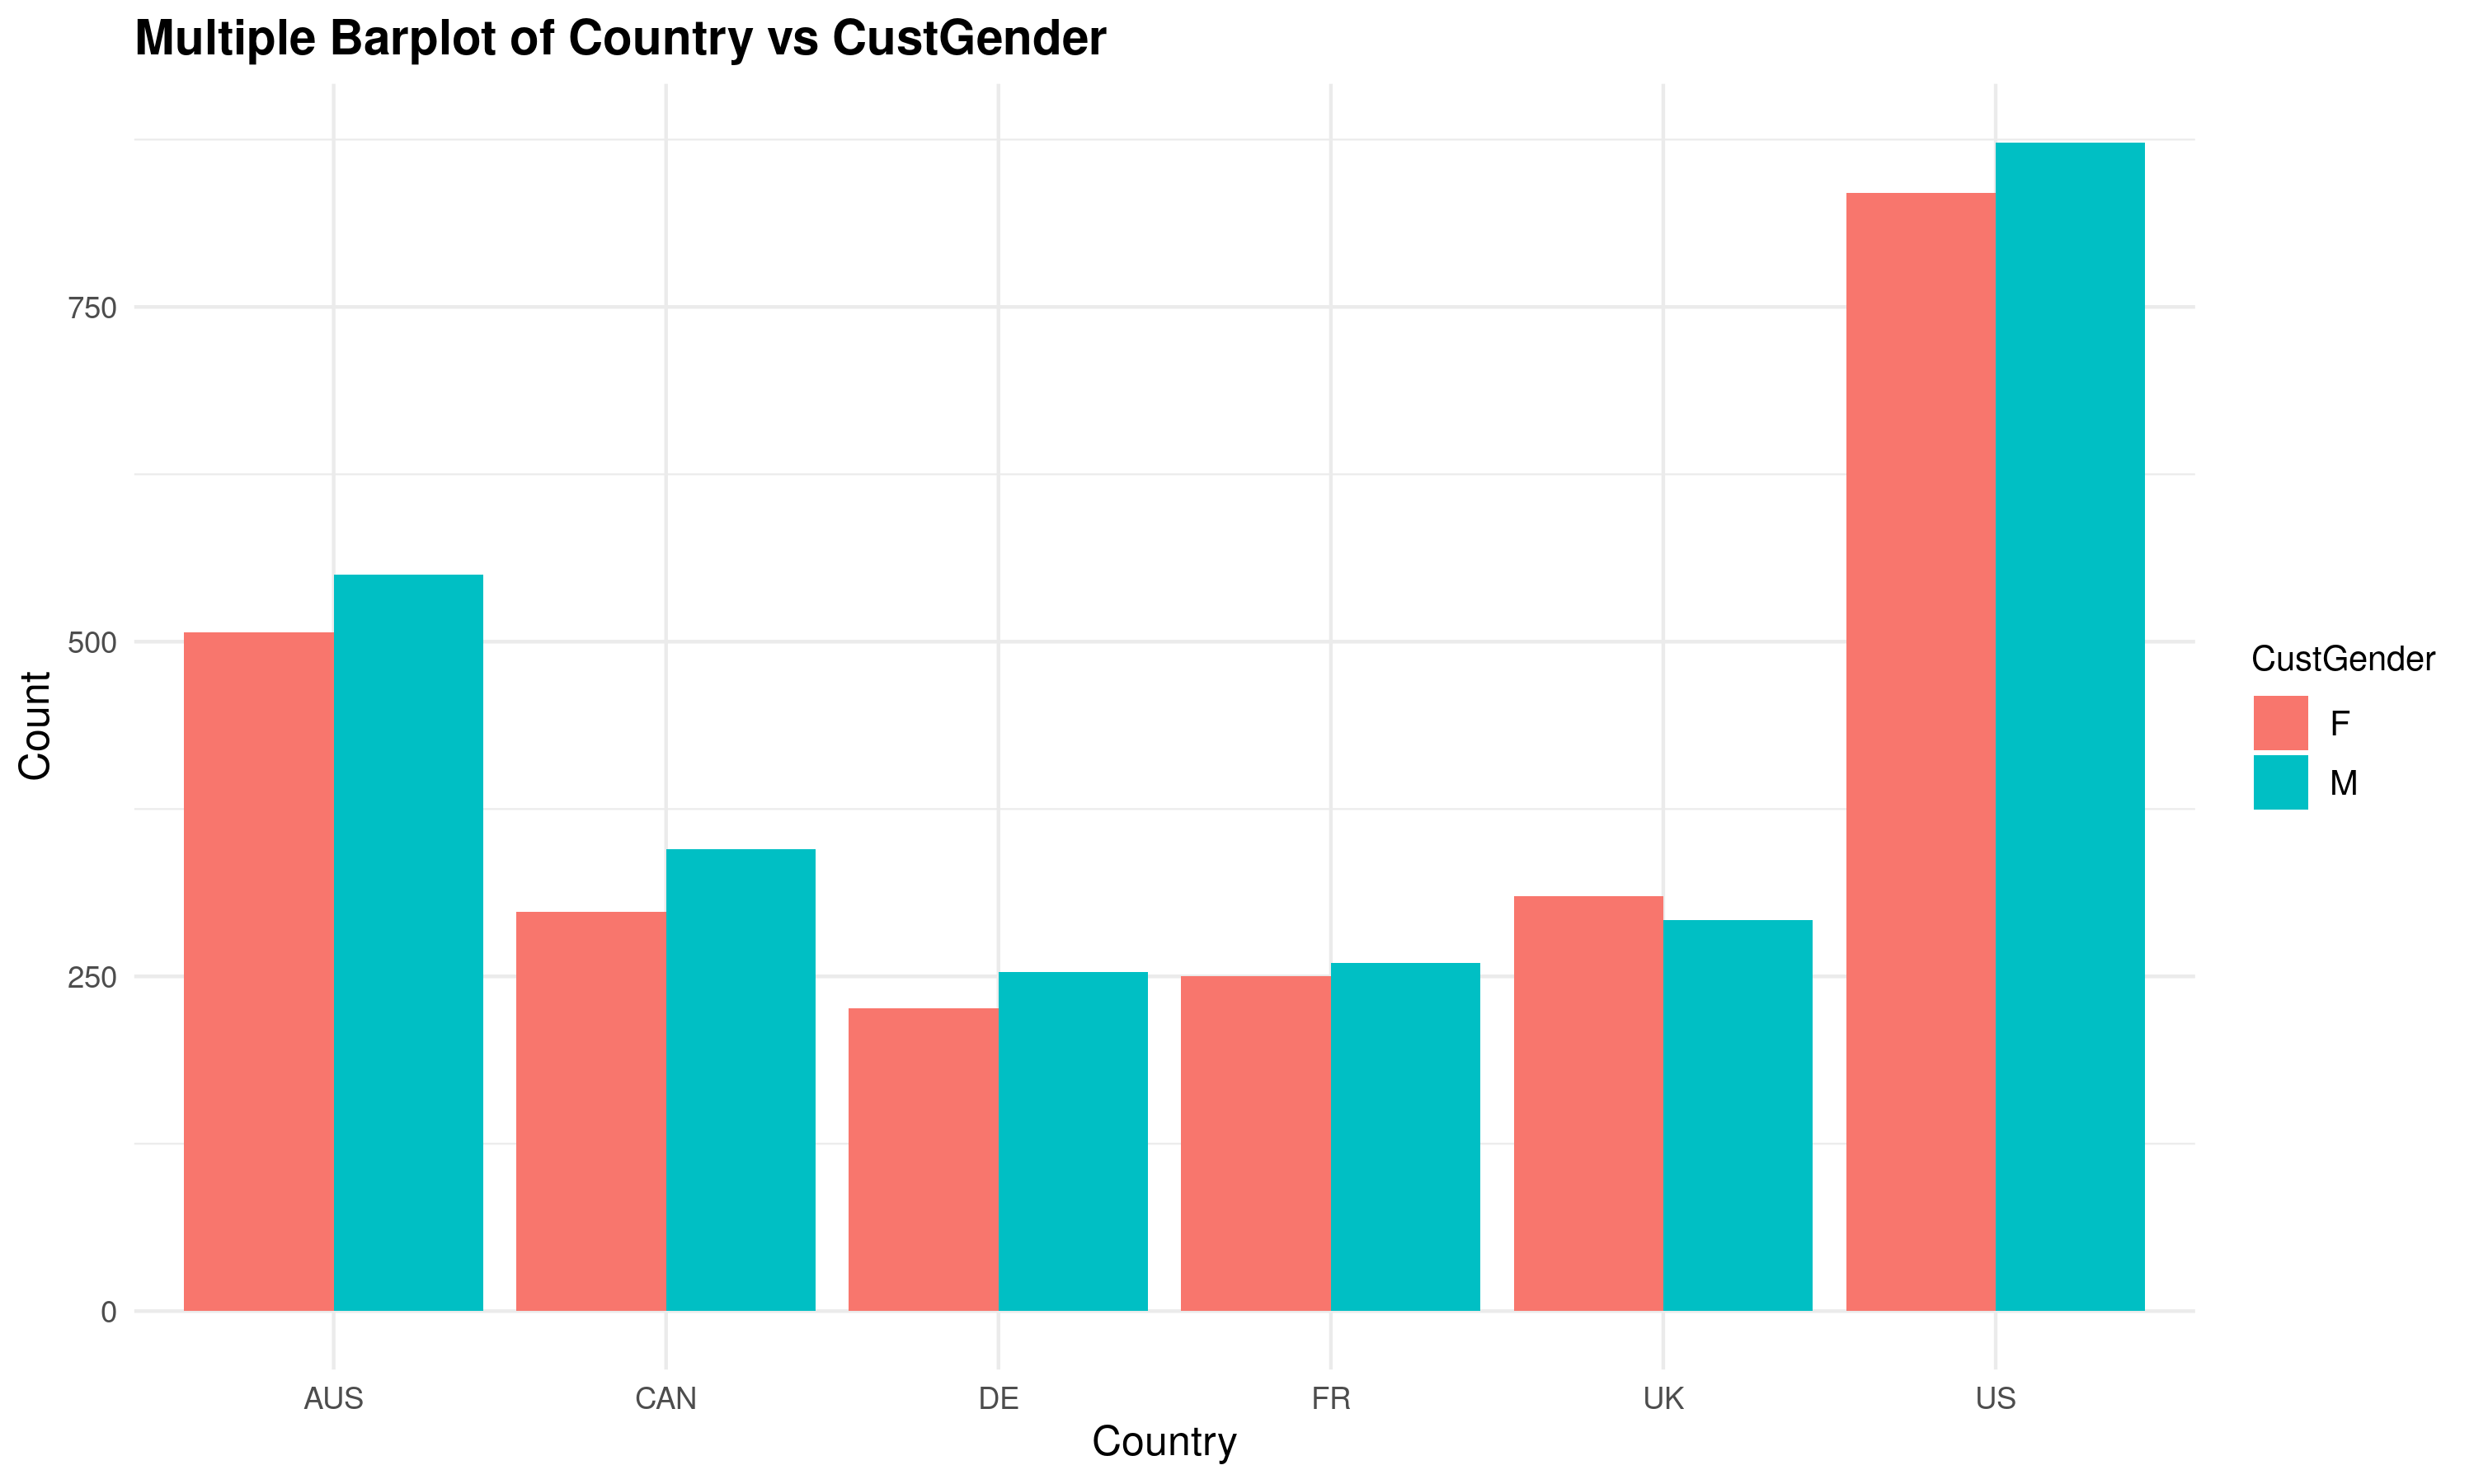 Multiple Barplot of Country vs CustGender
Count
750
500
250
0
AUS CAN DE FR UK US
Country
CustGender
F
M